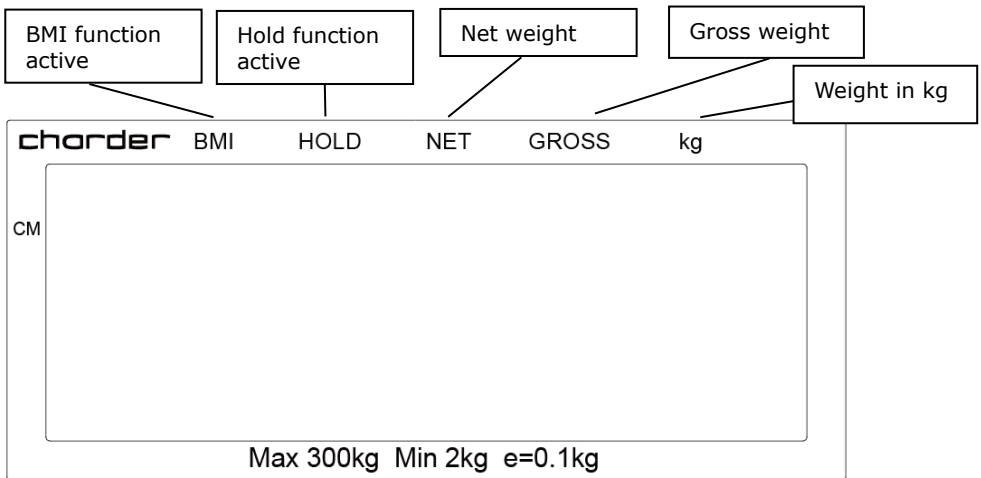 BMI function
active
Hold function
active
Net weight
Gross weight
Weight in kg
charder BMI HOLD NET GROSS kg
CM
Max 300kg Min 2kg e=0.1kg